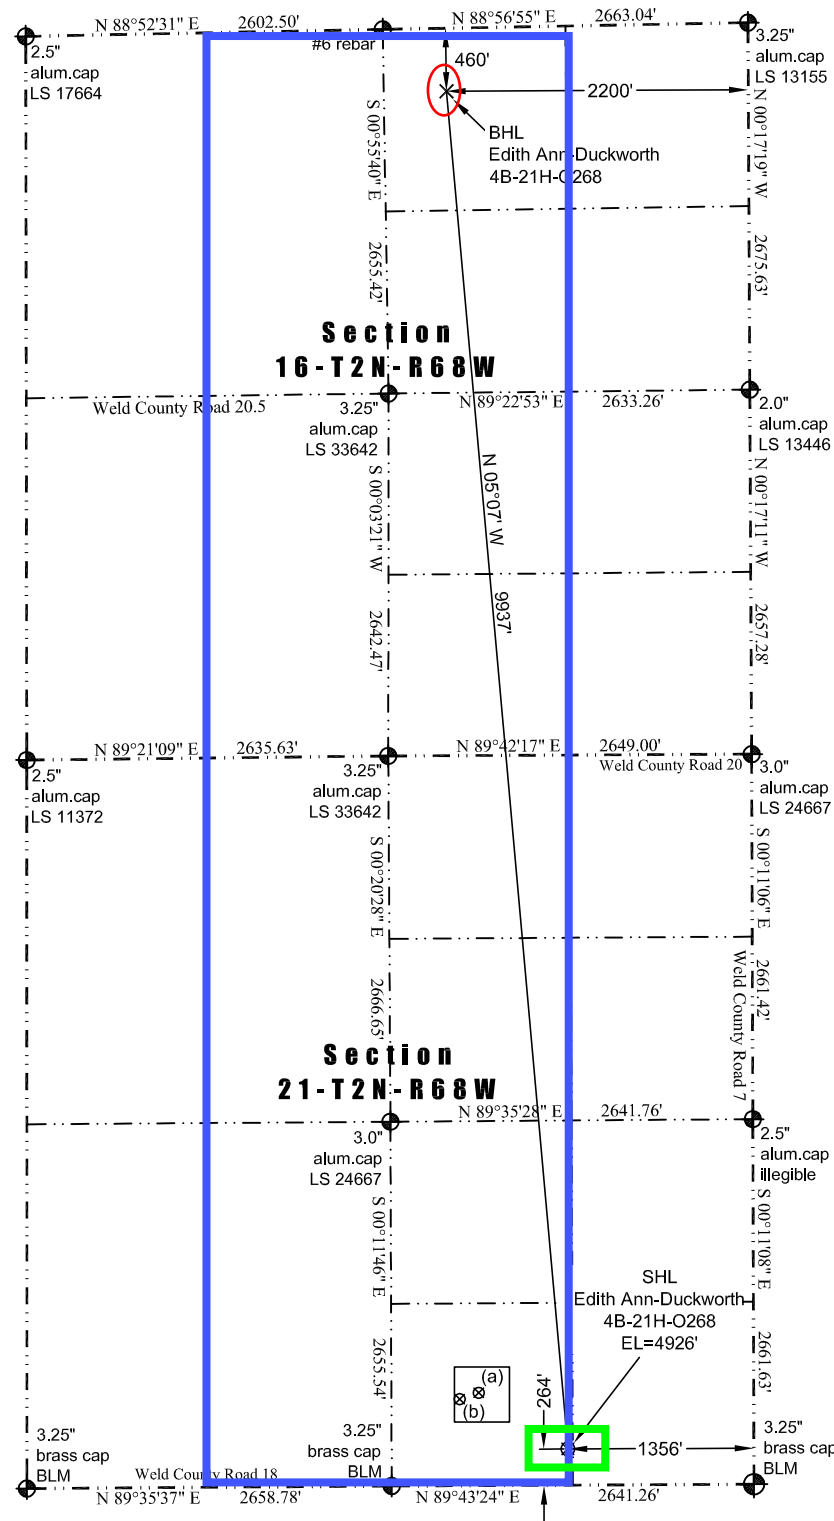 N 88°52'31" E 2602.50' N 88°56'55" E 2663.04'
2.5"
alum.cap
LS 17664
#6 rebar
3.25"
alum.cap
LS 13155
460'
2200'
BHL
Edith Ann-Duckworth
4B-21H-O268
S 00°55'40" E 2655.42'
N 00°17'19" W 2675.63'
Section
16-T2N-R68W
Weld County Road 20.5
3.25"
alum.cap
LS 33642
N 89°22'53" E 2633.26'
2.0"
alum.cap
LS 13446
S 00°03'21" W 2642.47'
N 05°07' W 9937'
N 00°17'11" W 2657.28'
N 89°21'09" E 2635.63' N 89°42'17" E 2649.00'
Weld County Road 20
2.5"
alum.cap
LS 11372
3.25"
alum.cap
LS 33642
3.0"
alum.cap
LS 24667
S 00°20'28" E 2666.65'
S 00°11'06" E 2661.42'
Weld County Road 7
Section
21-T2N-R68W
N 89°35'28" E 2641.76'
3.0"
alum.cap
LS 24667
2.5"
alum.cap
illegible
S 00°11'46" E 2655.54'
S 00°11'08" E 2661.63'
SHL
Edith Ann-Duckworth
4B-21H-O268
EL=4926'
(a)
(b)
264'
1356'
3.25"
brass cap
BLM
3.25"
brass cap
BLM
3.25"
brass cap
BLM
Weld County Road 18
N 89°35'37" E 2658.78' N 89°43'24" E 2641.26'